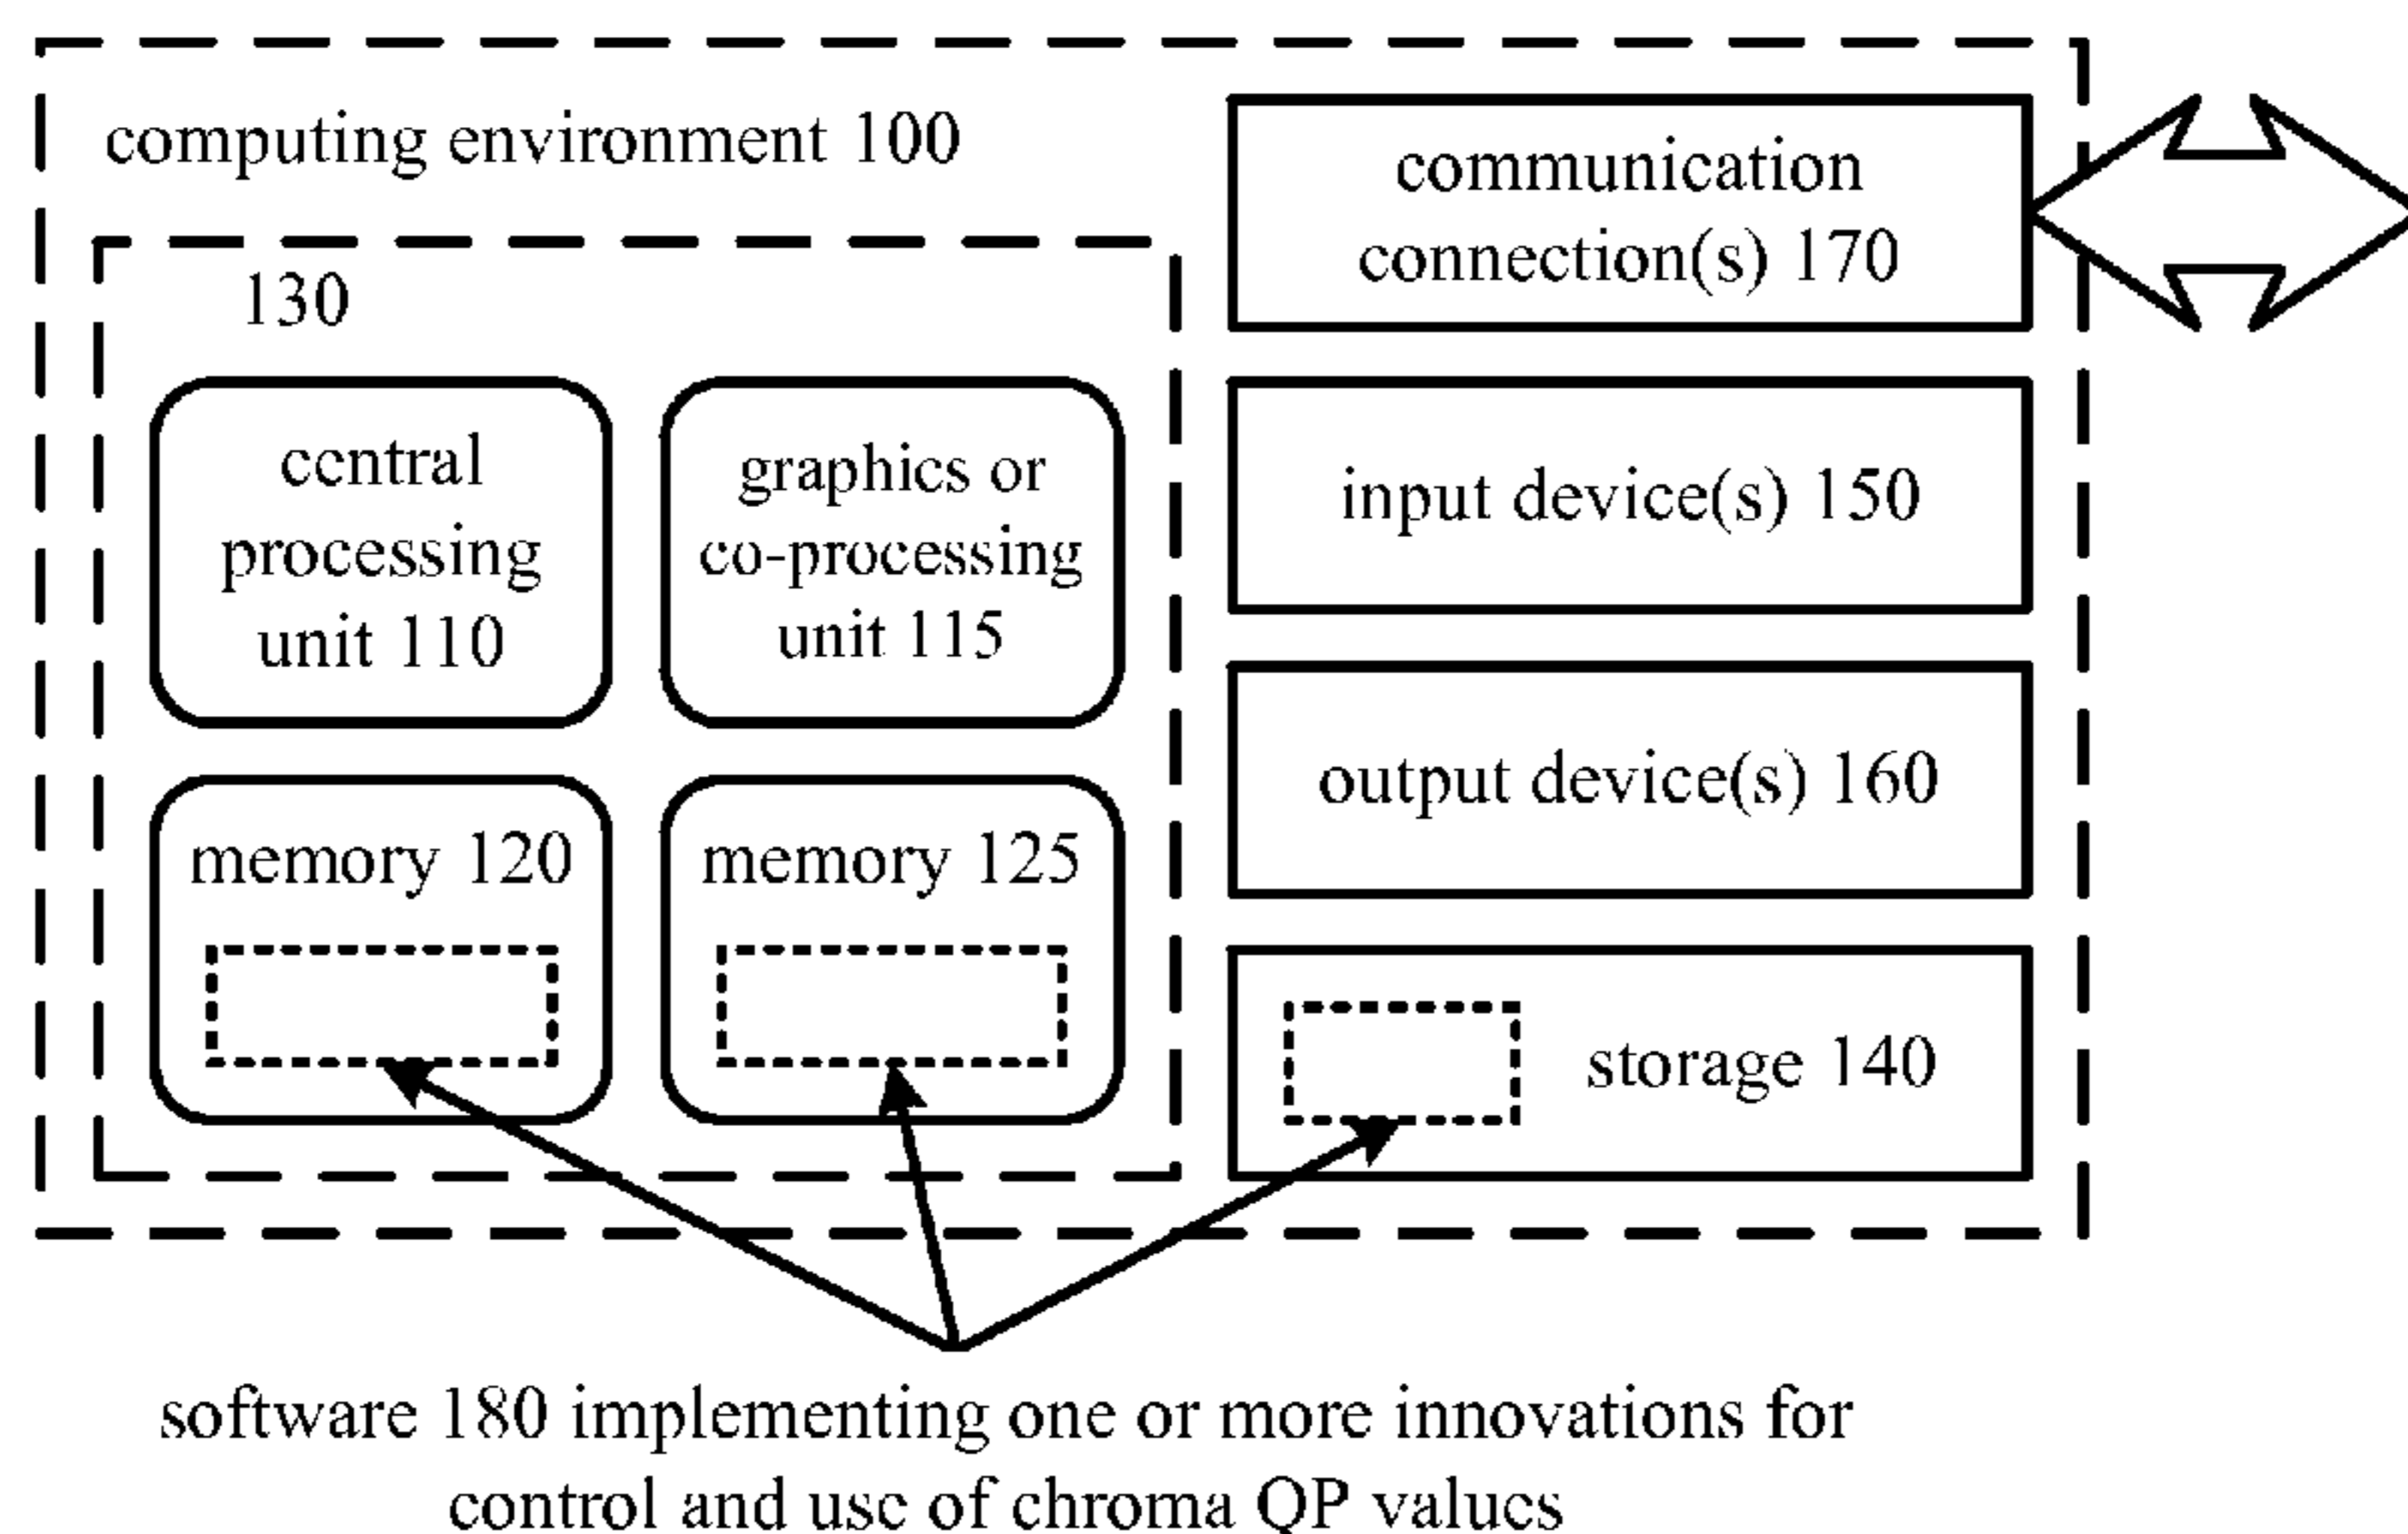 computing environment 100
130
central
processing
unit 110
graphics or
co-processing
unit 115
memory 120
memory 125
communication
connection(s) 170
input device(s) 150
output device(s) 160
storage 140
software 180 implementing one or more innovations for
control and use of chroma QP values